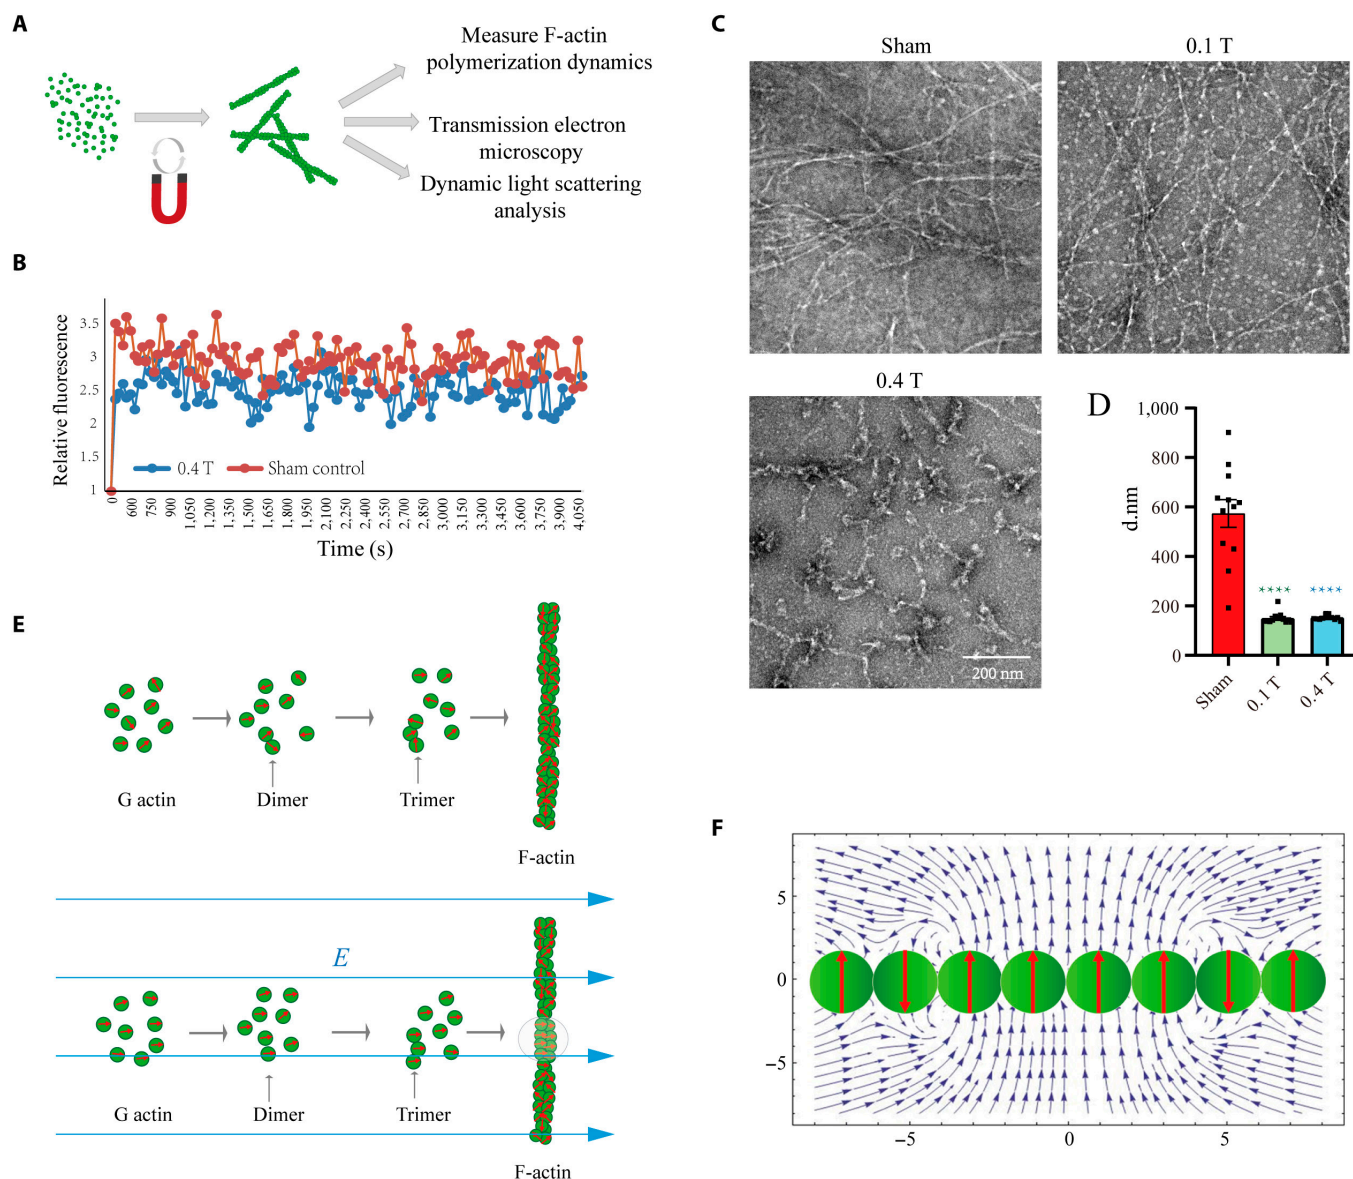 A
Measure F-actin
polymerization dynamics
Transmission electron
microscopy
Dynamic light scattering
analysis
B
Relative fluorescence
3.5
3
2.5
2
1.5
1
0.4 T
Sham control
0
600
750
900
1.050
1.200
1.350
1.500
1.650
1.800
1.950
2.100
2.250
2.400
2.550
2.700
2.850
3.000
3.150
3.300
3.450
3.600
3.750
3.900
4.050
Time (s)
C
Sham
0.1 T
0.4 T
200 nm
D
d.nm
1,000
800
600
400
200
0
****
****
Sham
0.1 T
0.4 T
E
G actin
Dimer
Trimer
F-actin
E
G actin
Dimer
Trimer
F-actin
F
5
0
−5
−5
0
5